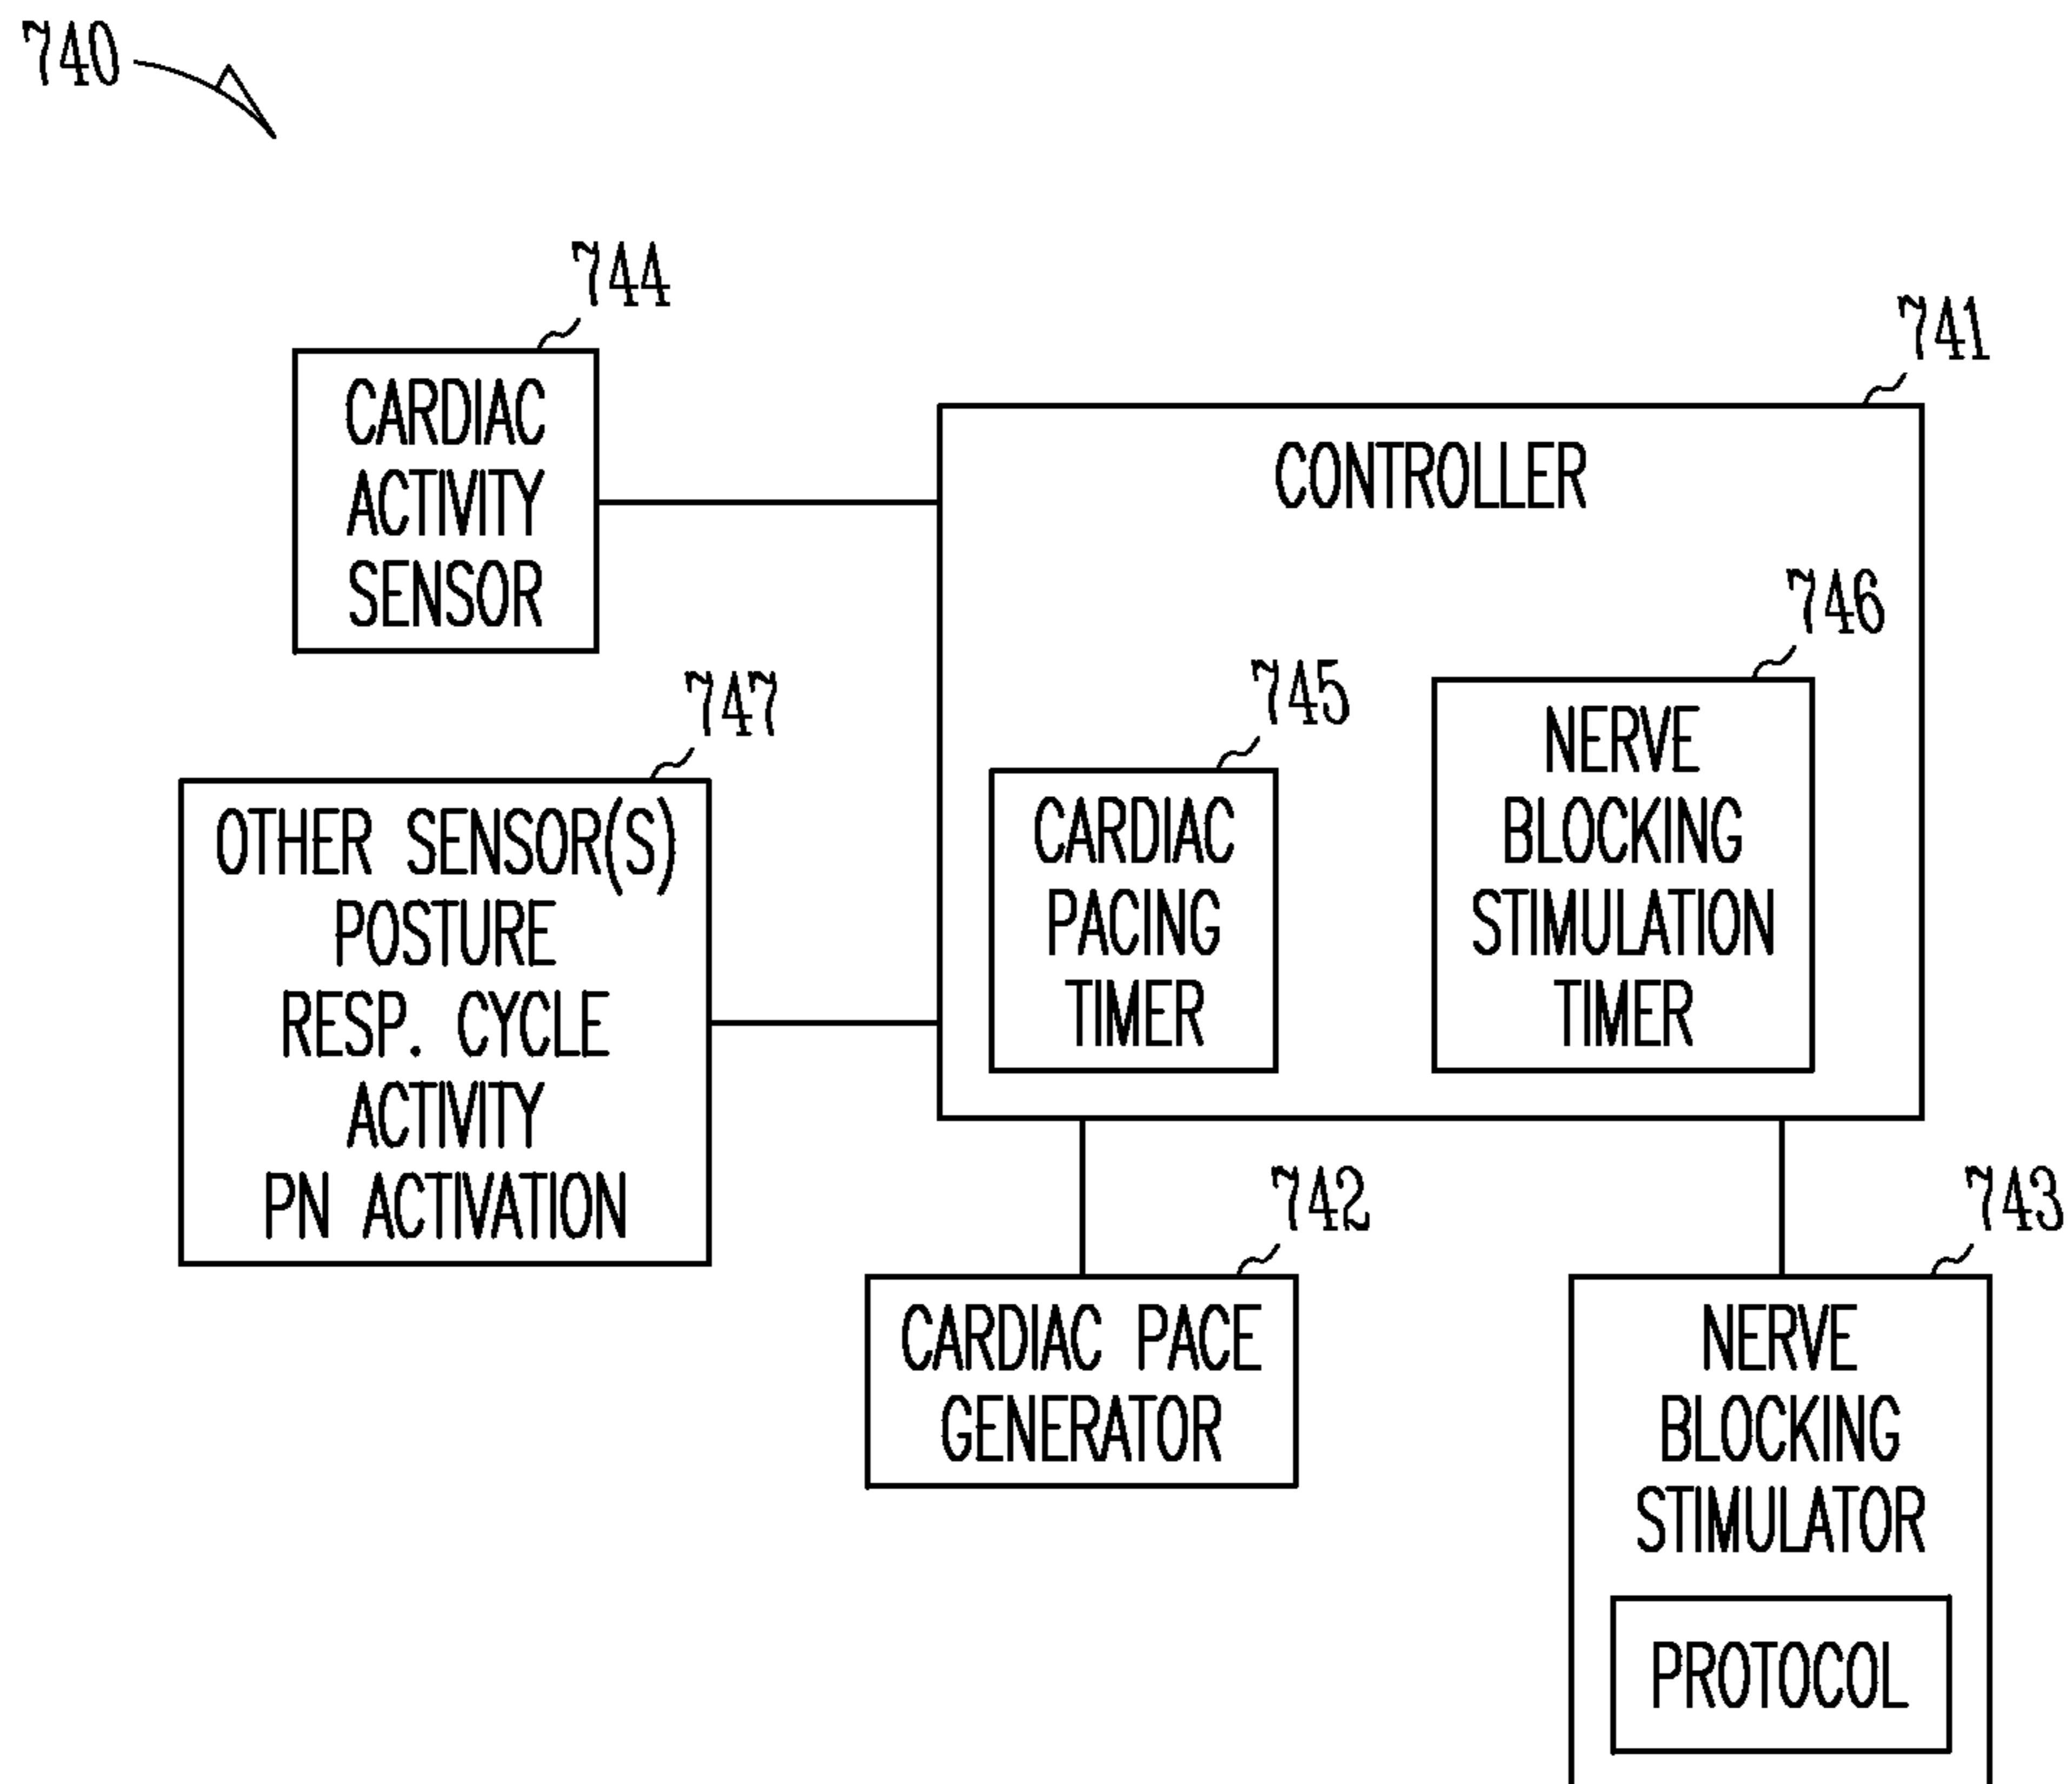 740
744
CARDIAC
ACTIVITY
SENSOR
741
CONTROLLER
747
OTHER SENSOR(S)
POSTURE
RESP. CYCLE
ACTIVITY
PN ACTIVATION
745
CARDIAC
PACING
TIMER
746
NERVE
BLOCKING
STIMULATION
TIMER
742
CARDIAC PACE
GENERATOR
743
NERVE
BLOCKING
STIMULATOR
PROTOCOL